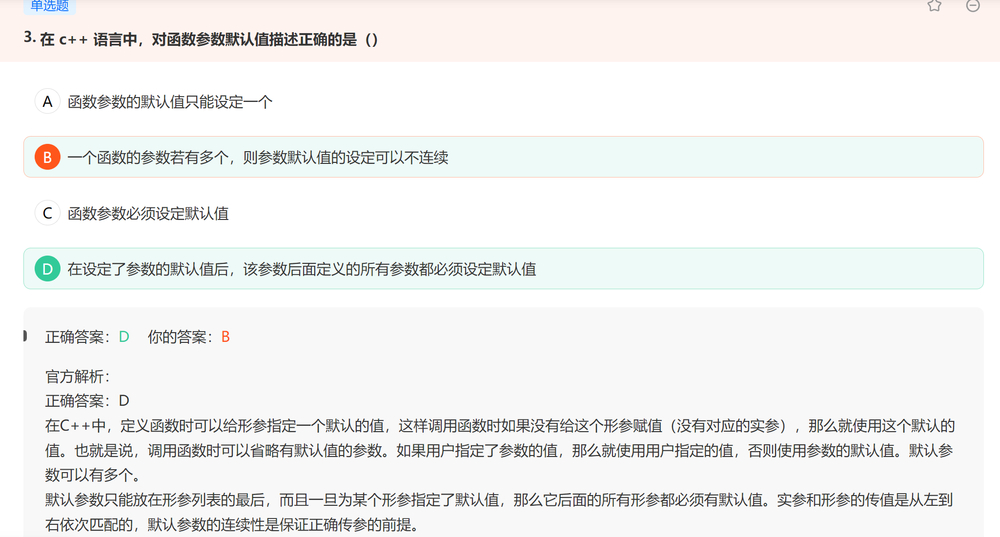 单选题
3. 在 c++ 语言中，对函数参数默认值描述正确的是（）
A 函数参数的默认值只能设定一个
B 一个函数的参数若有多个，则参数默认值的设定可以不连续
C 函数参数必须设定默认值
D 在设定了参数的默认值后，该参数后面定义的所有参数都必须设定默认值
正确答案：D 你的答案：B
官方解析：
正确答案：D
在C++中，定义函数时可以给形参指定一个默认的值，这样调用函数时如果没有给这个形参赋值（没有对应的实参），那么就使用这个默认的
值。也就是说，调用函数时可以省略有默认值的参数。如果用户指定了参数的值，那么就使用用户指定的值，否则使用参数的默认值。默认参
数可以有多个。
默认参数只能放在形参列表的最后，而且一旦为某个形参指定了默认值，那么它后面的所有形参都必须有默认值。实参和形参的传值是从左到
右依次匹配的，默认参数的连续性是保证正确传参的前提。